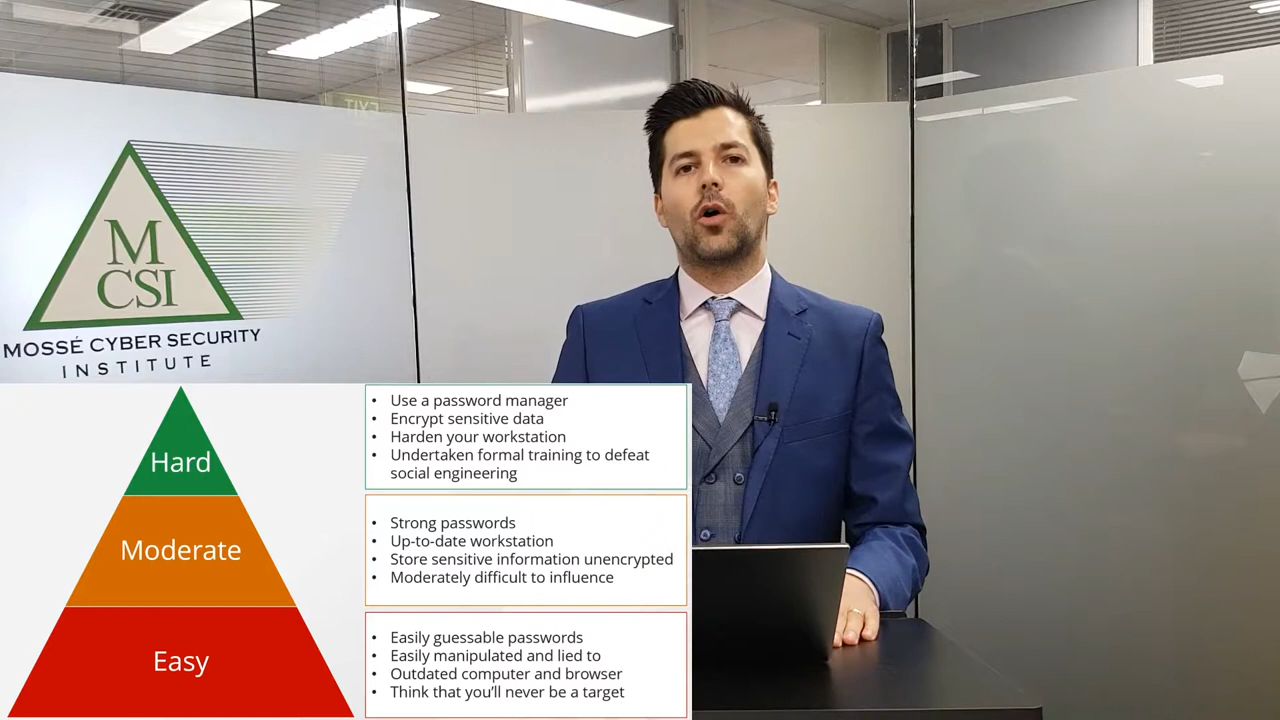 EXIT
M
CSI
MOSSÉ CYBER SECURITY
INSTITUTE
Hard
• Use a password manager
• Encrypt sensitive data
• Harden your workstation
• Undertaken formal training to defeat
social engineering
Moderate
• Strong passwords
• Up-to-date workstation
• Store sensitive information unencrypted
• Moderately difficult to influence
Easy
• Easily guessable passwords
• Easily manipulated and lied to
• Outdated computer and browser
• Think that you’ll never be a target